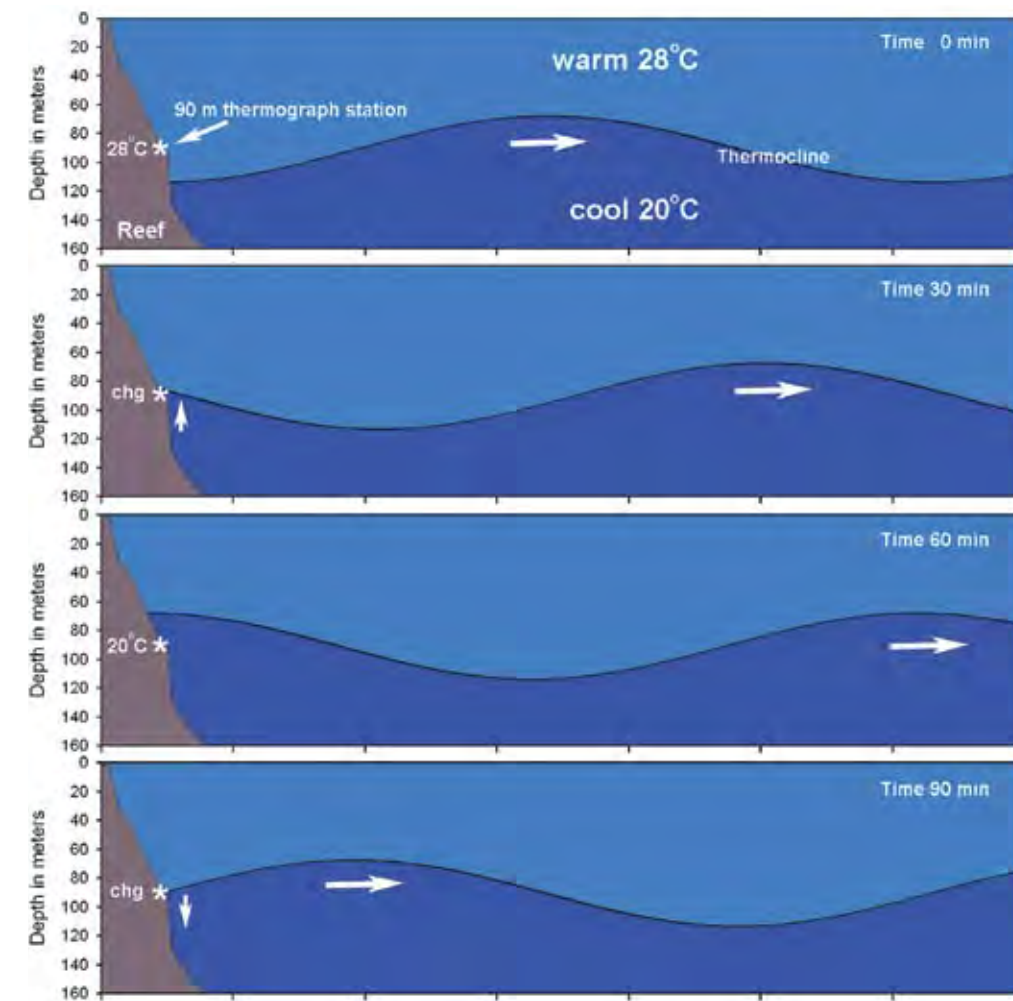 0
20
40
60
80
100
120
140
160
Depth in meters
Time 0 min
warm 28°C
90 m thermograph station
28°C *
Thermocline
cool 20°C
Reef
0
20
40
60
80
100
120
140
160
Depth in meters
Time 30 min
chg *
0
20
40
60
80
100
120
140
160
Depth in meters
Time 60 min
20°C *
0
20
40
60
80
100
120
140
160
Depth in meters
Time 90 min
chg *